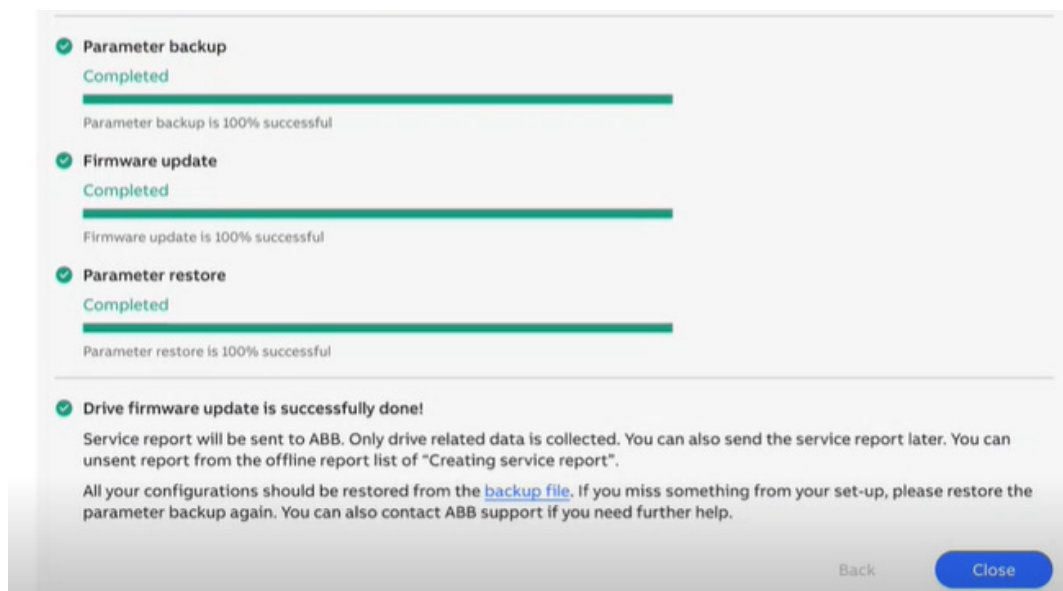 Parameter backup
Completed
Parameter backup is 100% successful
Firmware update
Completed
Firmware update is 100% successful
Parameter restore
Completed
Parameter restore is 100% successful
Drive firmware update is successfully done!
Service report will be sent to ABB. Only drive related data is collected. You can also send the service report later. You can
unsent report from the offline report list of “Creating service report”.
All your configurations should be restored from the backup file. If you miss something from your set-up, please restore the
parameter backup again. You can also contact ABB support if you need further help.
Back
Close